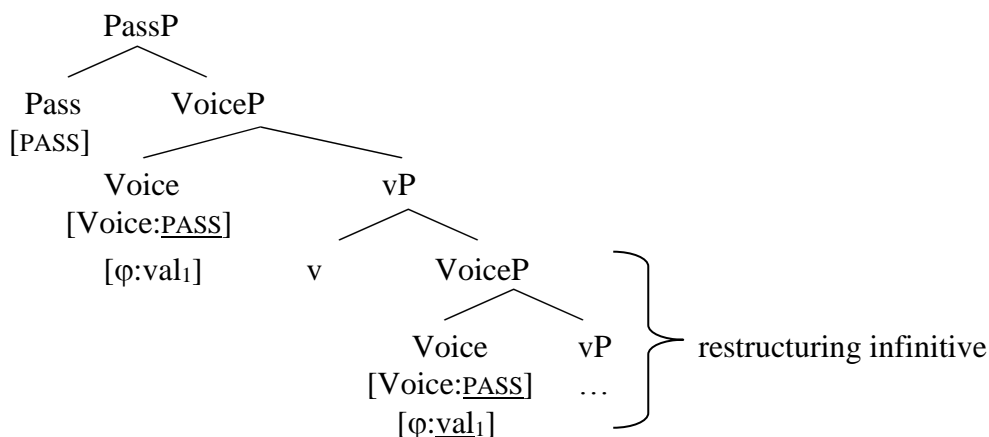 PassP
Pass VoiceP
[PASS]
Voice vP
[Voice:PASS]
[φ:val₁] v VoiceP
Voice vP restructuring infinitive
[Voice:PASS] …
[φ:val₁]